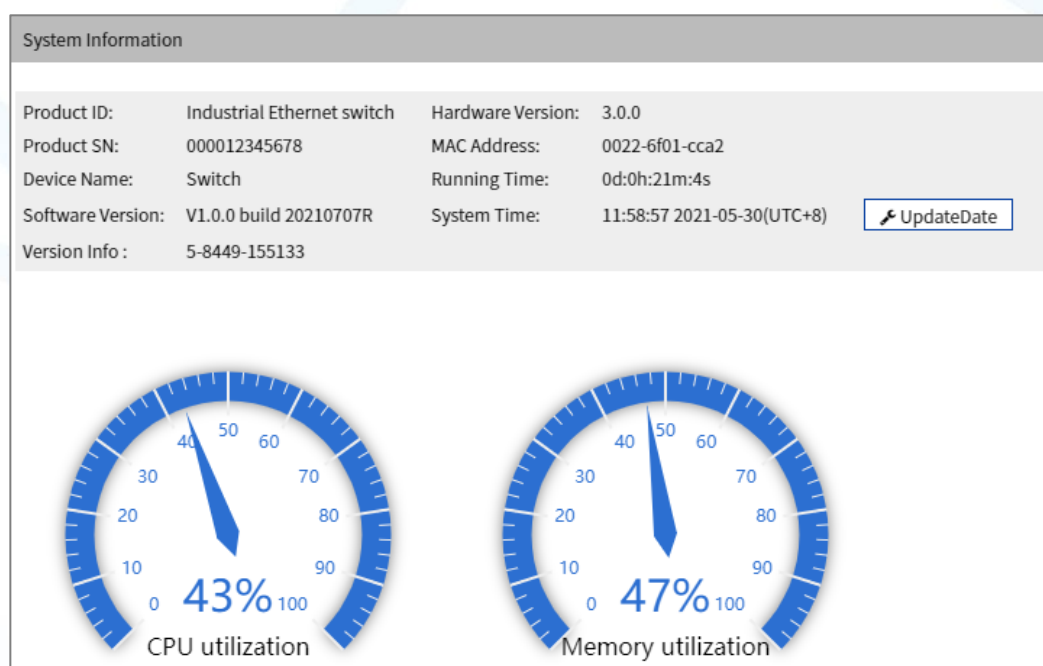 System Information
Product ID: Industrial Ethernet switch Hardware Version: 3.0.0
Product SN: 000012345678 MAC Address: 0022-6f01-cca2
Device Name: Switch Running Time: 0d:0h:21m:4s
Software Version: V1.0.0 build 20210707R System Time: 11:58:57 2021-05-30(UTC+8) UpdateDate
Version Info : 5-8449-155133
0 10 20 30 40 50 60 70 80 90 100
43%
CPU utilization
0 10 20 30 40 50 60 70 80 90 100
47%
Memory utilization